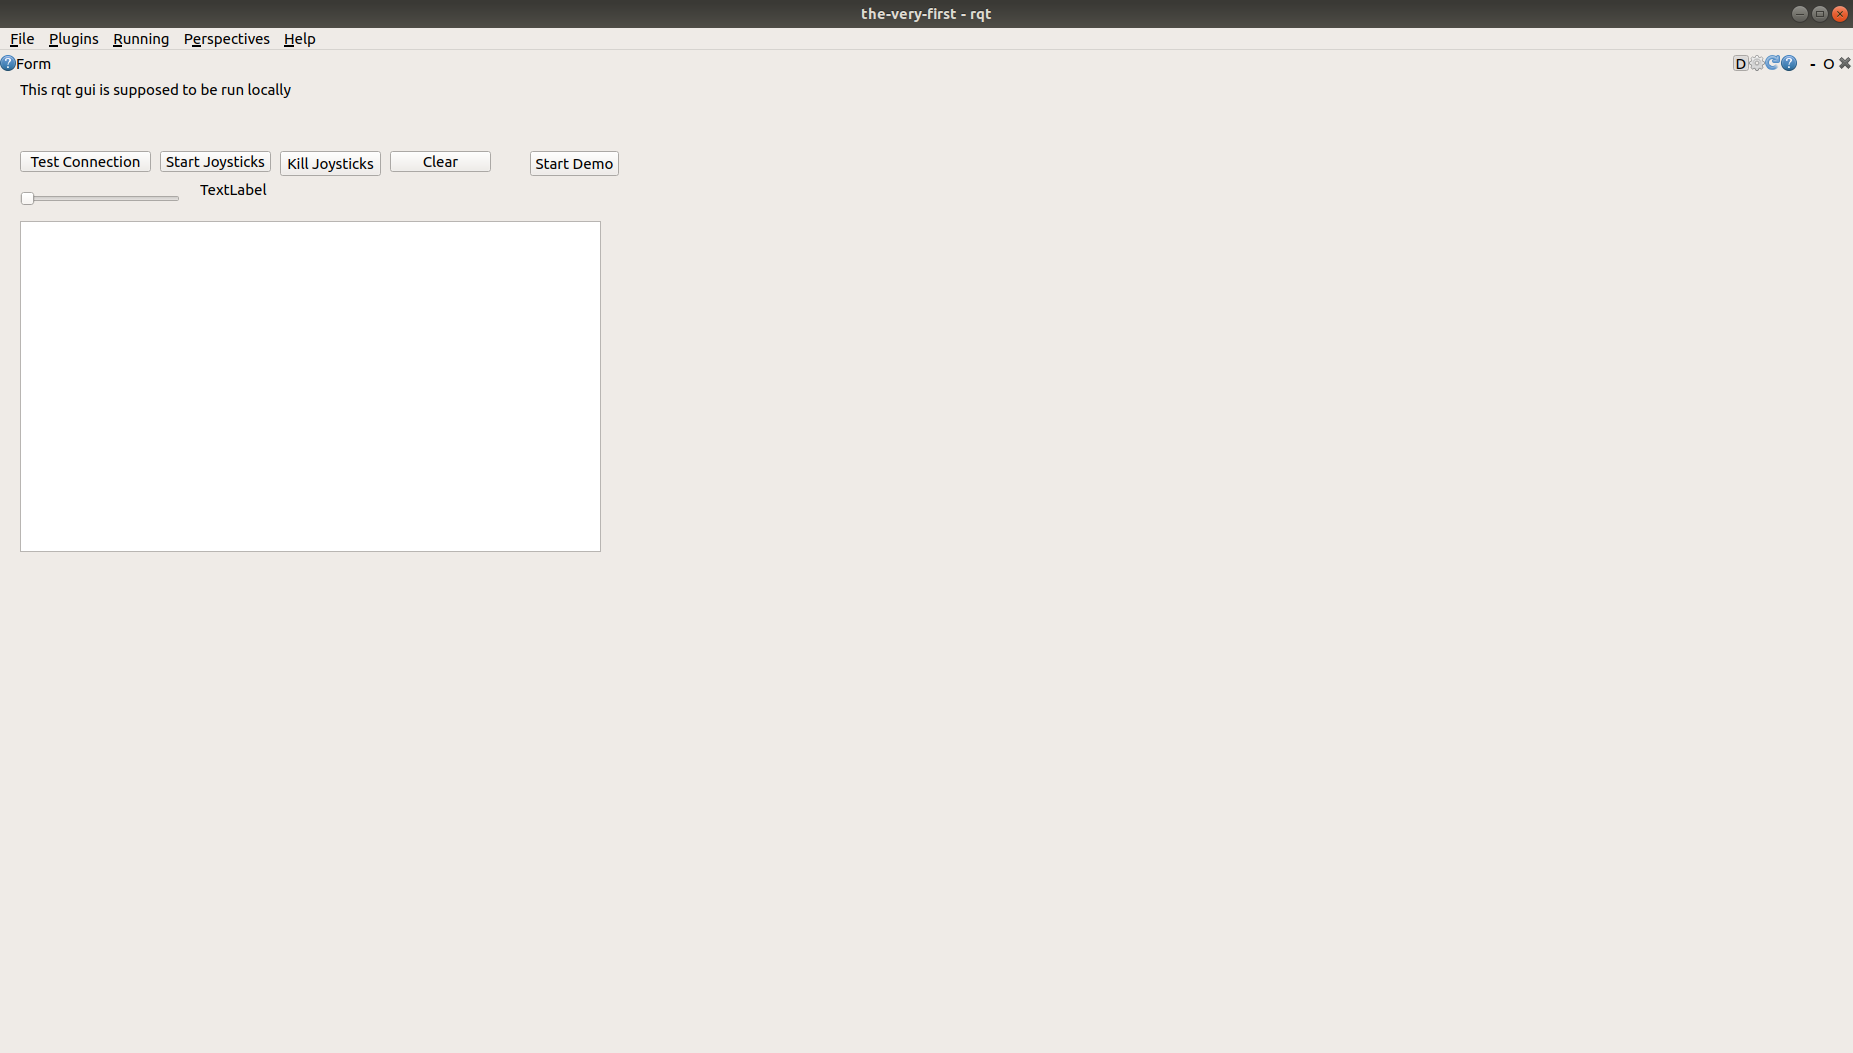 the-very-first - rqt
File Plugins Running Perspectives Help
Form D - O
This rqt gui is supposed to be run locally
Test Connection Start Joysticks Kill Joysticks Clear Start Demo
TextLabel